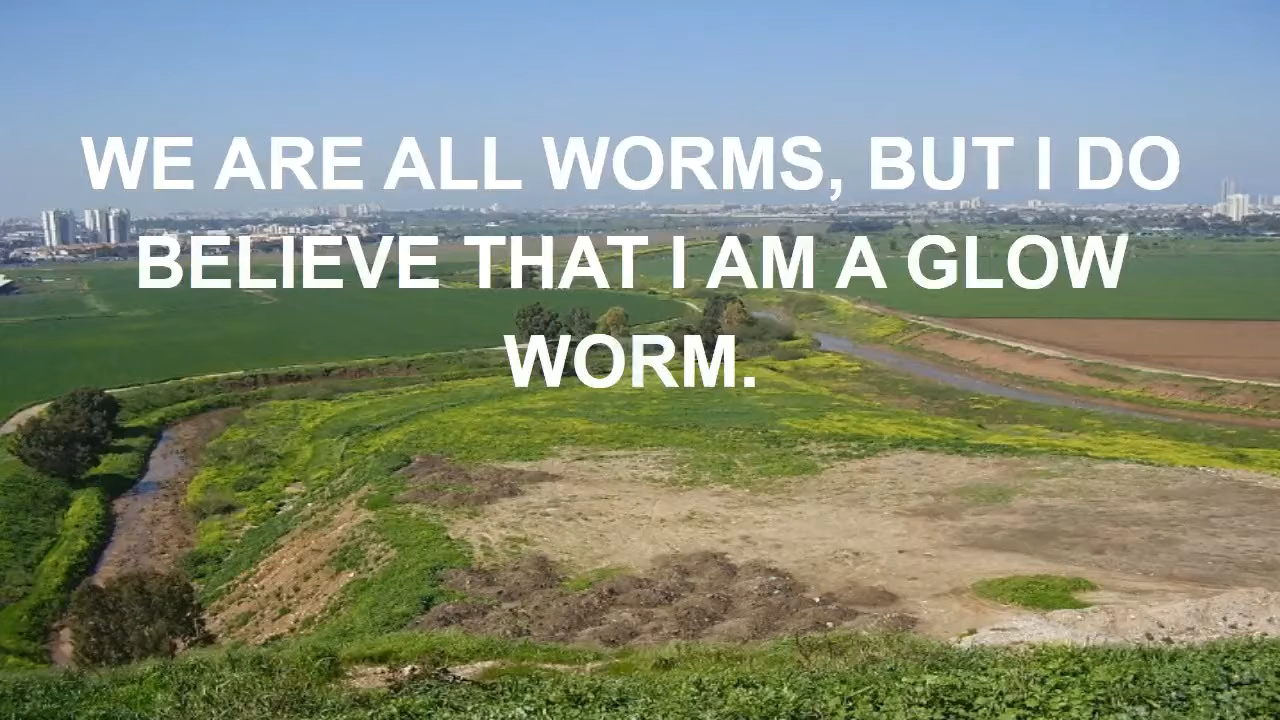 WE ARE ALL WORMS, BUT I DO
BELIEVE THAT I AM A GLOW
WORM.